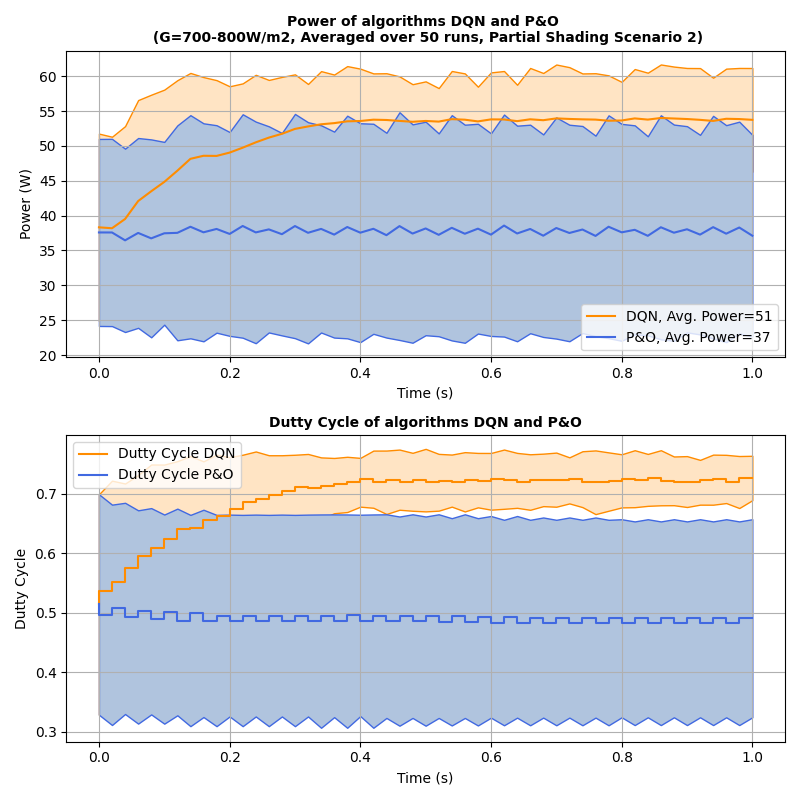 Power of algorithms DQN and P&O
(G=700-800W/m2, Averaged over 50 runs, Partial Shading Scenario 2)
Power (W)
60
55
50
45
40
35
30
25
20
DQN, Avg. Power=51
P&O, Avg. Power=37
0.0 0.2 0.4 0.6 0.8 1.0
Time (s)
Dutty Cycle of algorithms DQN and P&O
Dutty Cycle DQN
Dutty Cycle P&O
Dutty Cycle
0.7
0.6
0.5
0.4
0.3
0.0 0.2 0.4 0.6 0.8 1.0
Time (s)